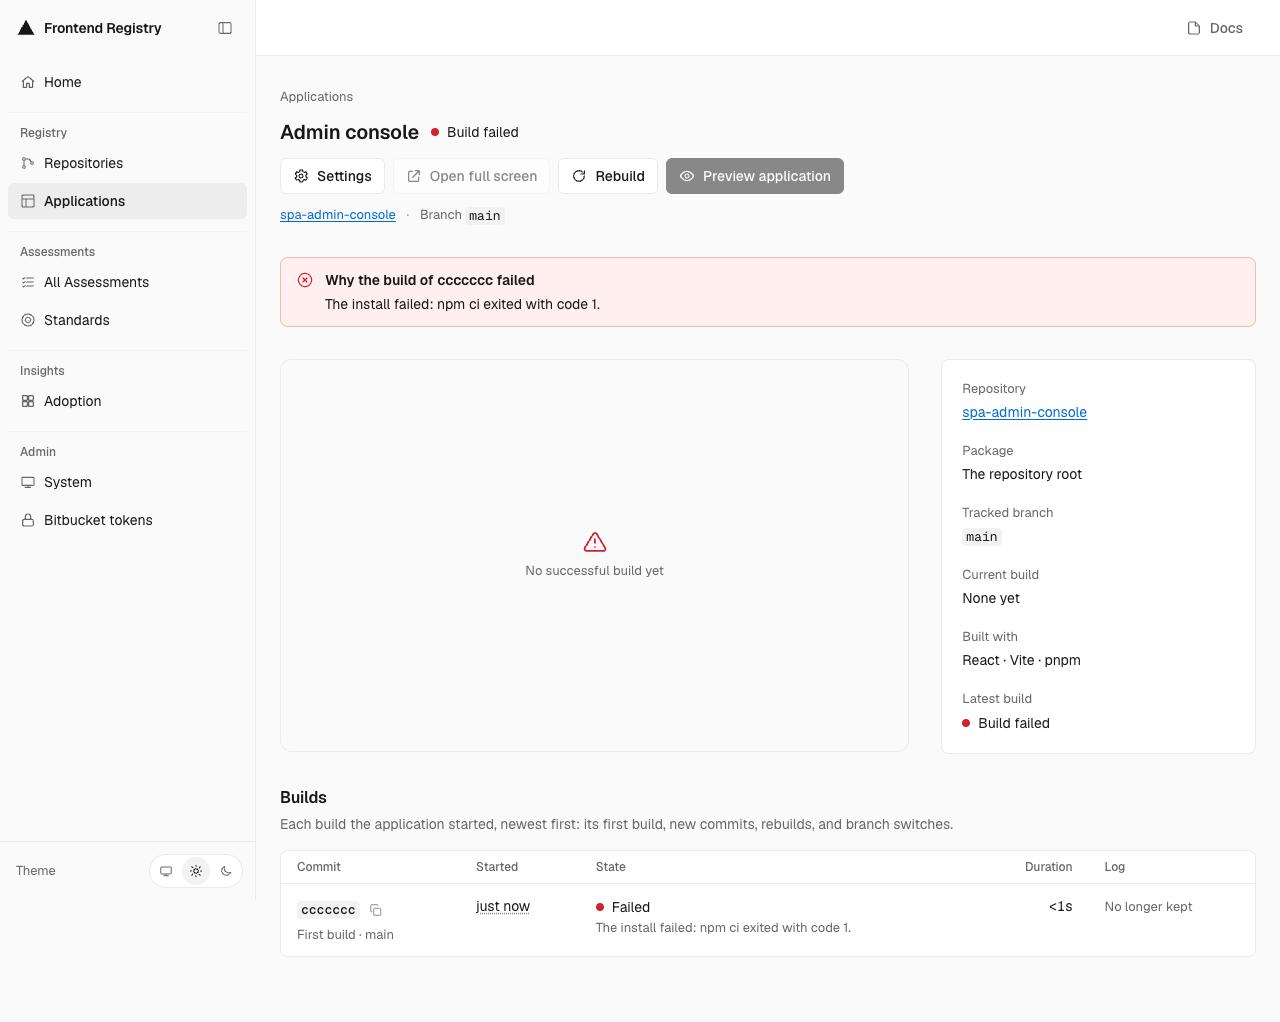 Frontend Registry
Docs
Home
Registry
Repositories
Applications
Assessments
All Assessments
Standards
Insights
Adoption
Admin
System
Bitbucket tokens
Theme
Applications
Admin console
Build failed
Settings
Open full screen
Rebuild
Preview application
spa-admin-console · Branch main
Why the build of ccccccc failed
The install failed: npm ci exited with code 1.
No successful build yet
Repository
spa-admin-console
Package
The repository root
Tracked branch
main
Current build
None yet
Built with
React · Vite · pnpm
Latest build
Build failed
Builds
Each build the application started, newest first: its first build, new commits, rebuilds, and branch switches.
Commit Started State Duration Log
ccccccc just now Failed <1s No longer kept
First build · main The install failed: npm ci exited with code 1.